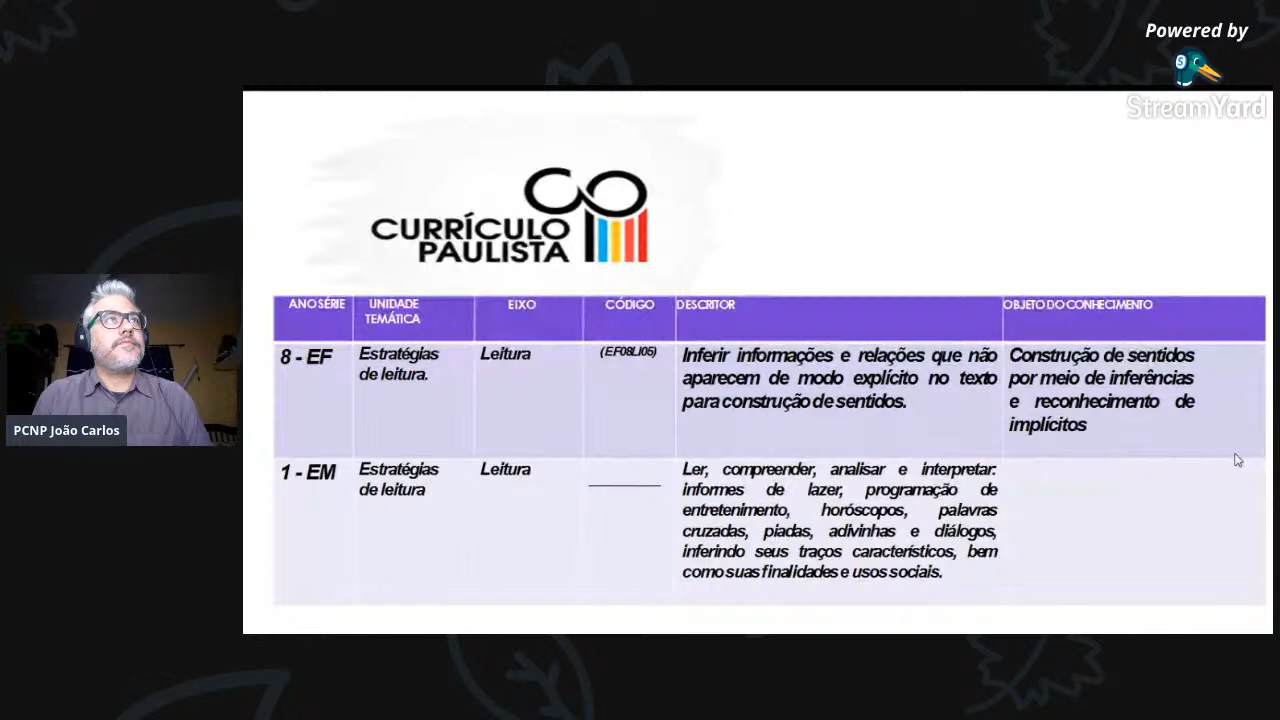 Powered by
StreamYard
CURRÍCULO
PAULISTA
ANO SÉRIE
UNIDADE
TEMÁTICA
EIXO
CÓDIGO
DESCRITOR
OBJETO DO CONHECIMENTO
8 - EF
Estratégias
de leitura.
Leitura
(EF08LI05)
Inferir informações e relações que não
aparecem de modo explícito no texto
para construção de sentidos.
Construção de sentidos
por meio de inferências
e reconhecimento de
implícitos
1 - EM
Estratégias
de leitura
Leitura
Ler, compreender, analisar e interpretar:
informes de lazer, programação de
entretenimento, horóscopos, palavras
cruzadas, piadas, adivinhas e diálogos,
inferindo seus traços característicos, bem
como suas finalidades e usos sociais.
PCNP João Carlos